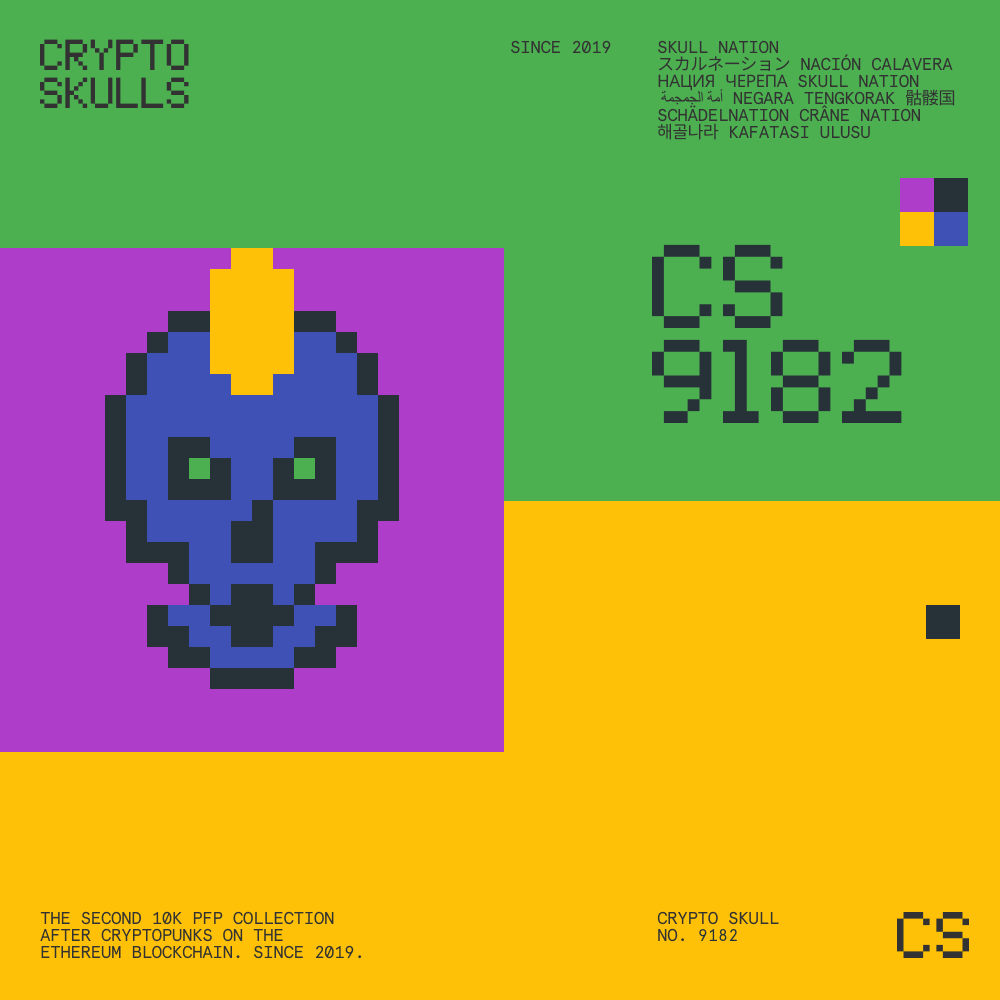 CRYPTO
SKULLS
SINCE 2019
SKULL NATION
スカルネーション NACIÓN CALAVERA
НАЦИЯ ЧЕРЕПА SKULL NATION
أمة الجمجمة NEGARA TENGKORAK 骷髅国
SCHÄDELNATION CRÂNE NATION
해골나라 KAFATASI ULUSU
CS
9182
THE SECOND 10K PFP COLLECTION
AFTER CRYPTOPUNKS ON THE
ETHEREUM BLOCKCHAIN. SINCE 2019.
CRYPTO SKULL
NO. 9182
CS